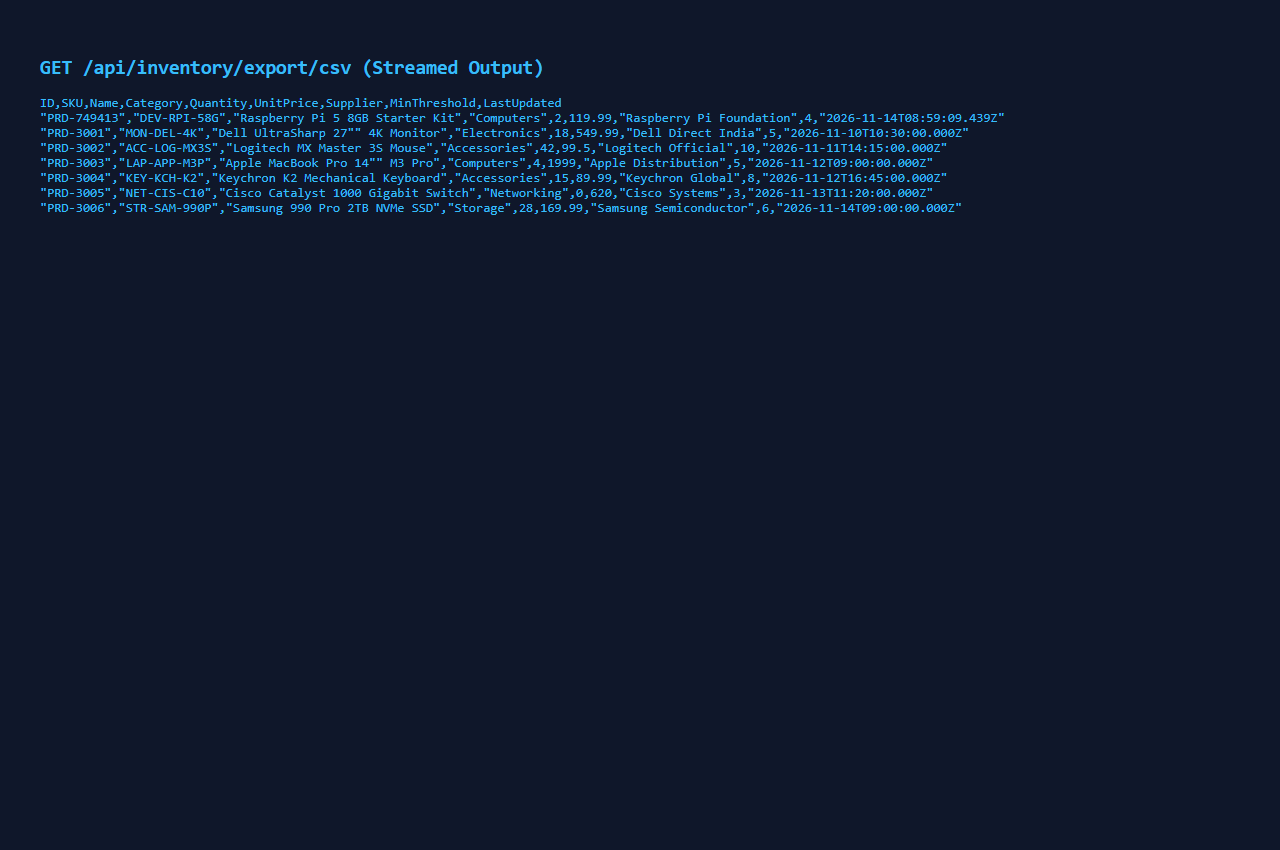 GET /api/inventory/export/csv (Streamed Output)
ID,SKU,Name,Category,Quantity,UnitPrice,Supplier,MinThreshold,LastUpdated
"PRD-749413","DEV-RPI-58G","Raspberry Pi 5 8GB Starter Kit","Computers",2,119.99,"Raspberry Pi Foundation",4,"2026-11-14T08:59:09.439Z"
"PRD-3001","MON-DEL-4K","Dell UltraSharp 27"" 4K Monitor","Electronics",18,549.99,"Dell Direct India",5,"2026-11-10T10:30:00.000Z"
"PRD-3002","ACC-LOG-MX3S","Logitech MX Master 3S Mouse","Accessories",42,99.5,"Logitech Official",10,"2026-11-11T14:15:00.000Z"
"PRD-3003","LAP-APP-M3P","Apple MacBook Pro 14"" M3 Pro","Computers",4,1999,"Apple Distribution",5,"2026-11-12T09:00:00.000Z"
"PRD-3004","KEY-KCH-K2","Keychron K2 Mechanical Keyboard","Accessories",15,89.99,"Keychron Global",8,"2026-11-12T16:45:00.000Z"
"PRD-3005","NET-CIS-C10","Cisco Catalyst 1000 Gigabit Switch","Networking",0,620,"Cisco Systems",3,"2026-11-13T11:20:00.000Z"
"PRD-3006","STR-SAM-990P","Samsung 990 Pro 2TB NVMe SSD","Storage",28,169.99,"Samsung Semiconductor",6,"2026-11-14T09:00:00.000Z"